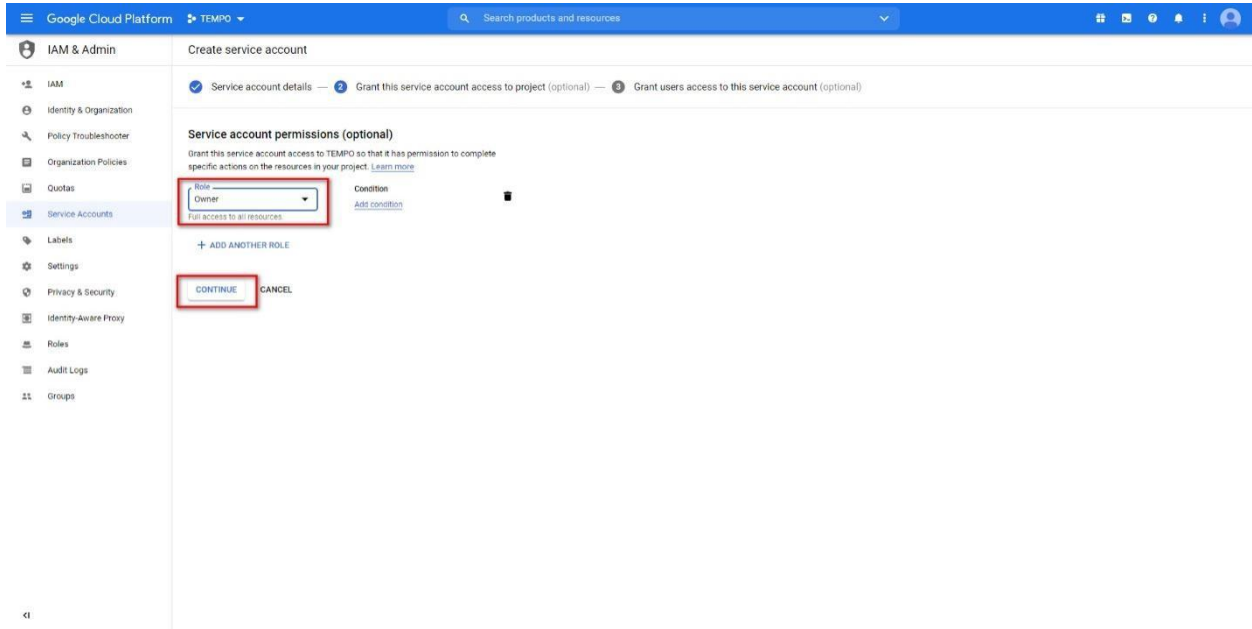 Google Cloud Platform TEMPO Search products and resources
IAM & Admin Create service account
IAM
Service account details — 2 Grant this service account access to project (optional) — 3 Grant users access to this service account (optional)
Identity & Organization
Policy Troubleshooter
Organization Policies
Quotas
Service Accounts
Labels
Settings
Privacy & Security
Identity-Aware Proxy
Roles
Audit Logs
Groups
Service account permissions (optional)
Grant this service account access to TEMPO so that it has permission to complete
specific actions on the resources in your project. Learn more
Role
Owner
Full access to all resources.
Condition
Add condition
+ ADD ANOTHER ROLE
CONTINUE CANCEL